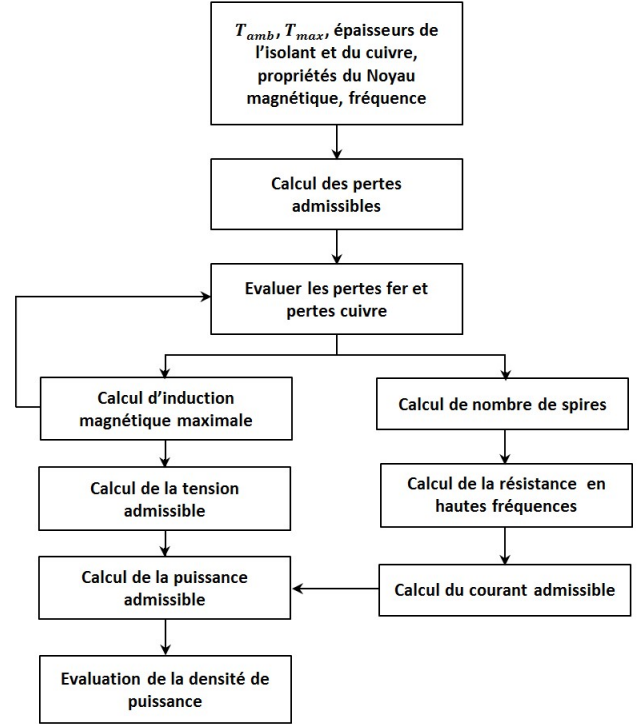 T_amb, T_max, épaisseurs de
l'isolant et du cuivre,
propriétés du Noyau
magnétique, fréquence
Calcul des pertes
admissibles
Evaluer les pertes fer et
pertes cuivre
Calcul d'induction
magnétique maximale
Calcul de nombre de spires
Calcul de la tension
admissible
Calcul de la résistance en
hautes fréquences
Calcul de la puissance
admissible
Calcul du courant admissible
Evaluation de la densité de
puissance